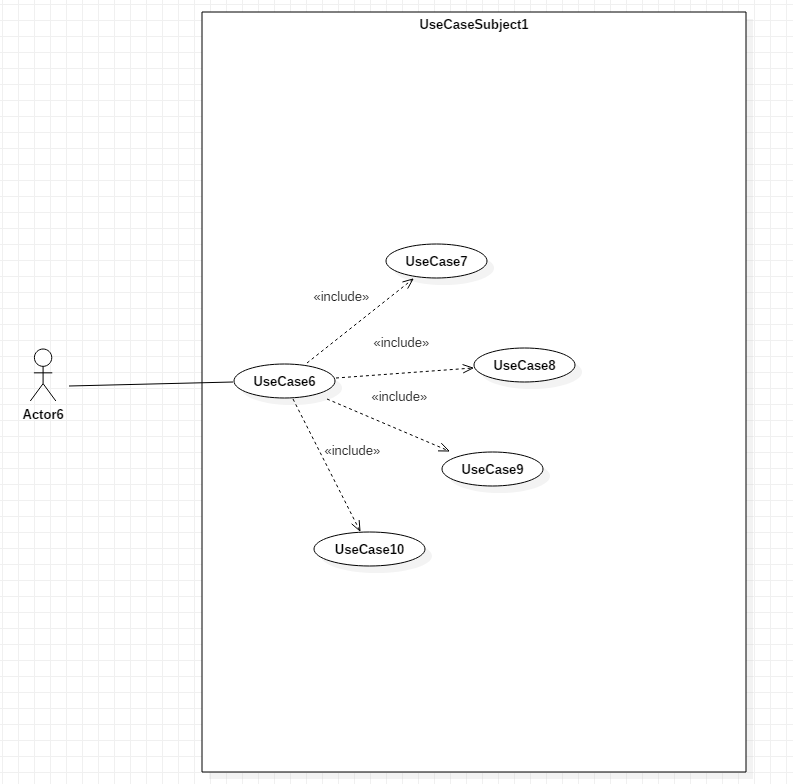 UseCaseSubject1
UseCase7
«include»
«include»
UseCase8
UseCase6
«include»
Actor6
«include»
UseCase9
UseCase10